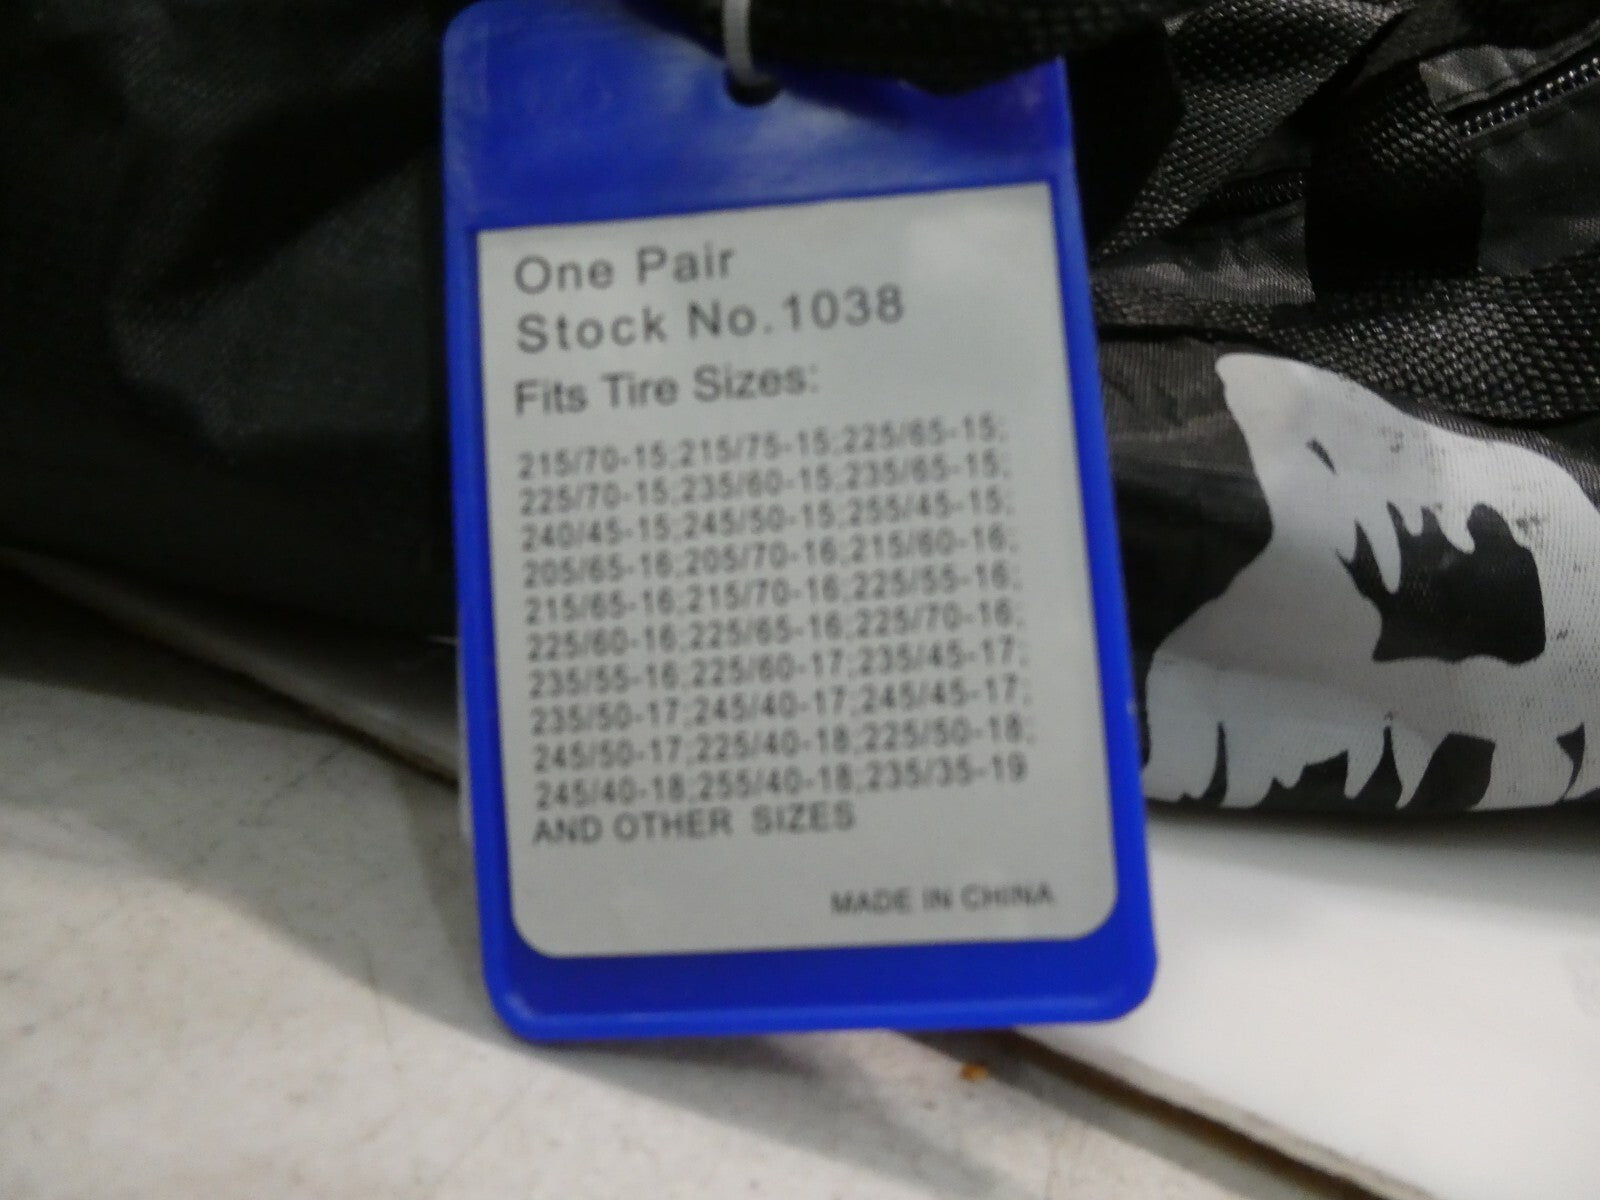 One Pair
Stock No.1038
Fits Tire Sizes:
215/70-15;215/75-15;225/65-15;
225/70-15;235/60-15;235/65-15;
240/45-15;245/50-15;255/45-15;
205/65-16;205/70-16;215/60-16;
215/65-16;215/70-16;225/55-16;
225/60-16;225/65-16;225/70-16;
235/55-16;225/60-17;235/45-17;
235/50-17;245/40-17;245/45-17;
245/50-17;225/40-18;225/50-18;
245/40-18;255/40-18;235/35-19
AND OTHER SIZES
MADE IN CHINA